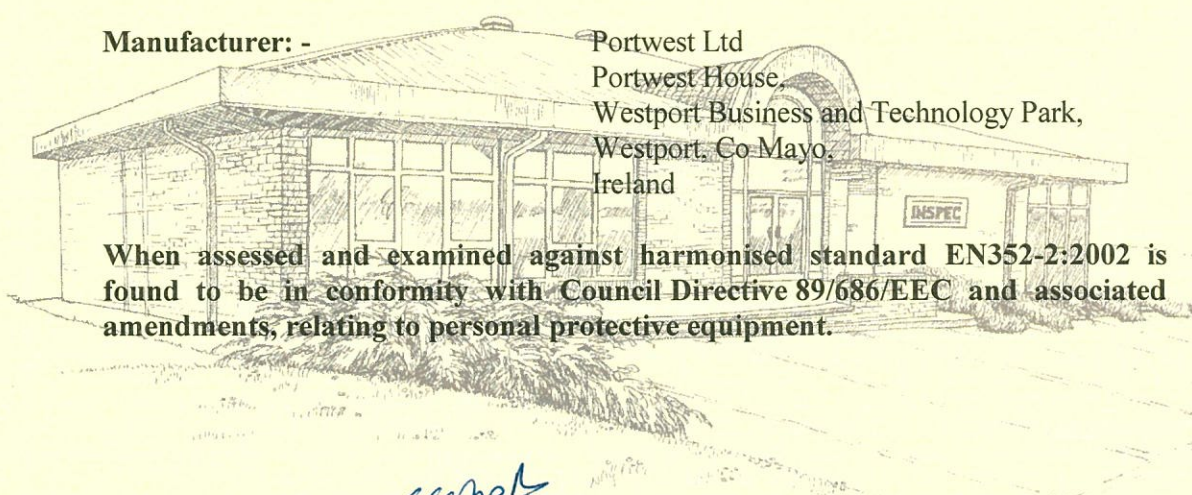 Manufacturer: - Portwest Ltd
Portwest House,
Westport Business and Technology Park,
Westport, Co Mayo,
Ireland
INSPEC
When assessed and examined against harmonised standard EN352-2:2002 is
found to be in conformity with Council Directive 89/686/EEC and associated
amendments, relating to personal protective equipment.